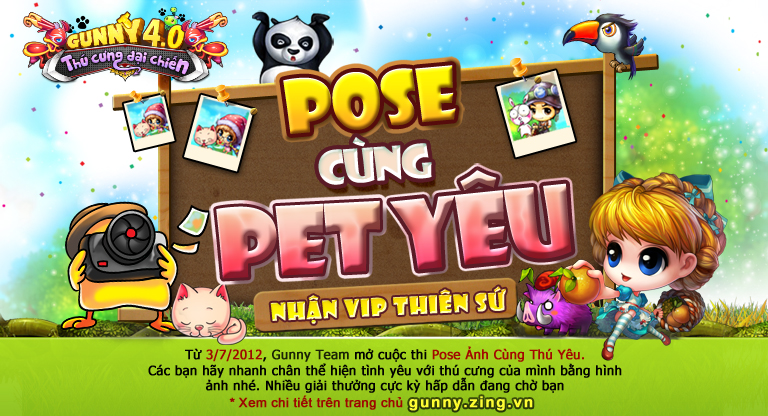 GUNNY 4.0
Thú cưng đại chiến
POSE
CÙNG
PET YÊU
NHẬN VIP THIÊN SỨ
Từ 3/7/2012, Gunny Team mở cuộc thi Pose Ảnh Cùng Thú Yêu.
Các bạn hãy nhanh chân thể hiện tình yêu với thú cưng của mình bằng hình
ảnh nhé. Nhiều giải thưởng cực kỳ hấp dẫn đang chờ bạn
* Xem chi tiết trên trang chủ gunny.zing.vn